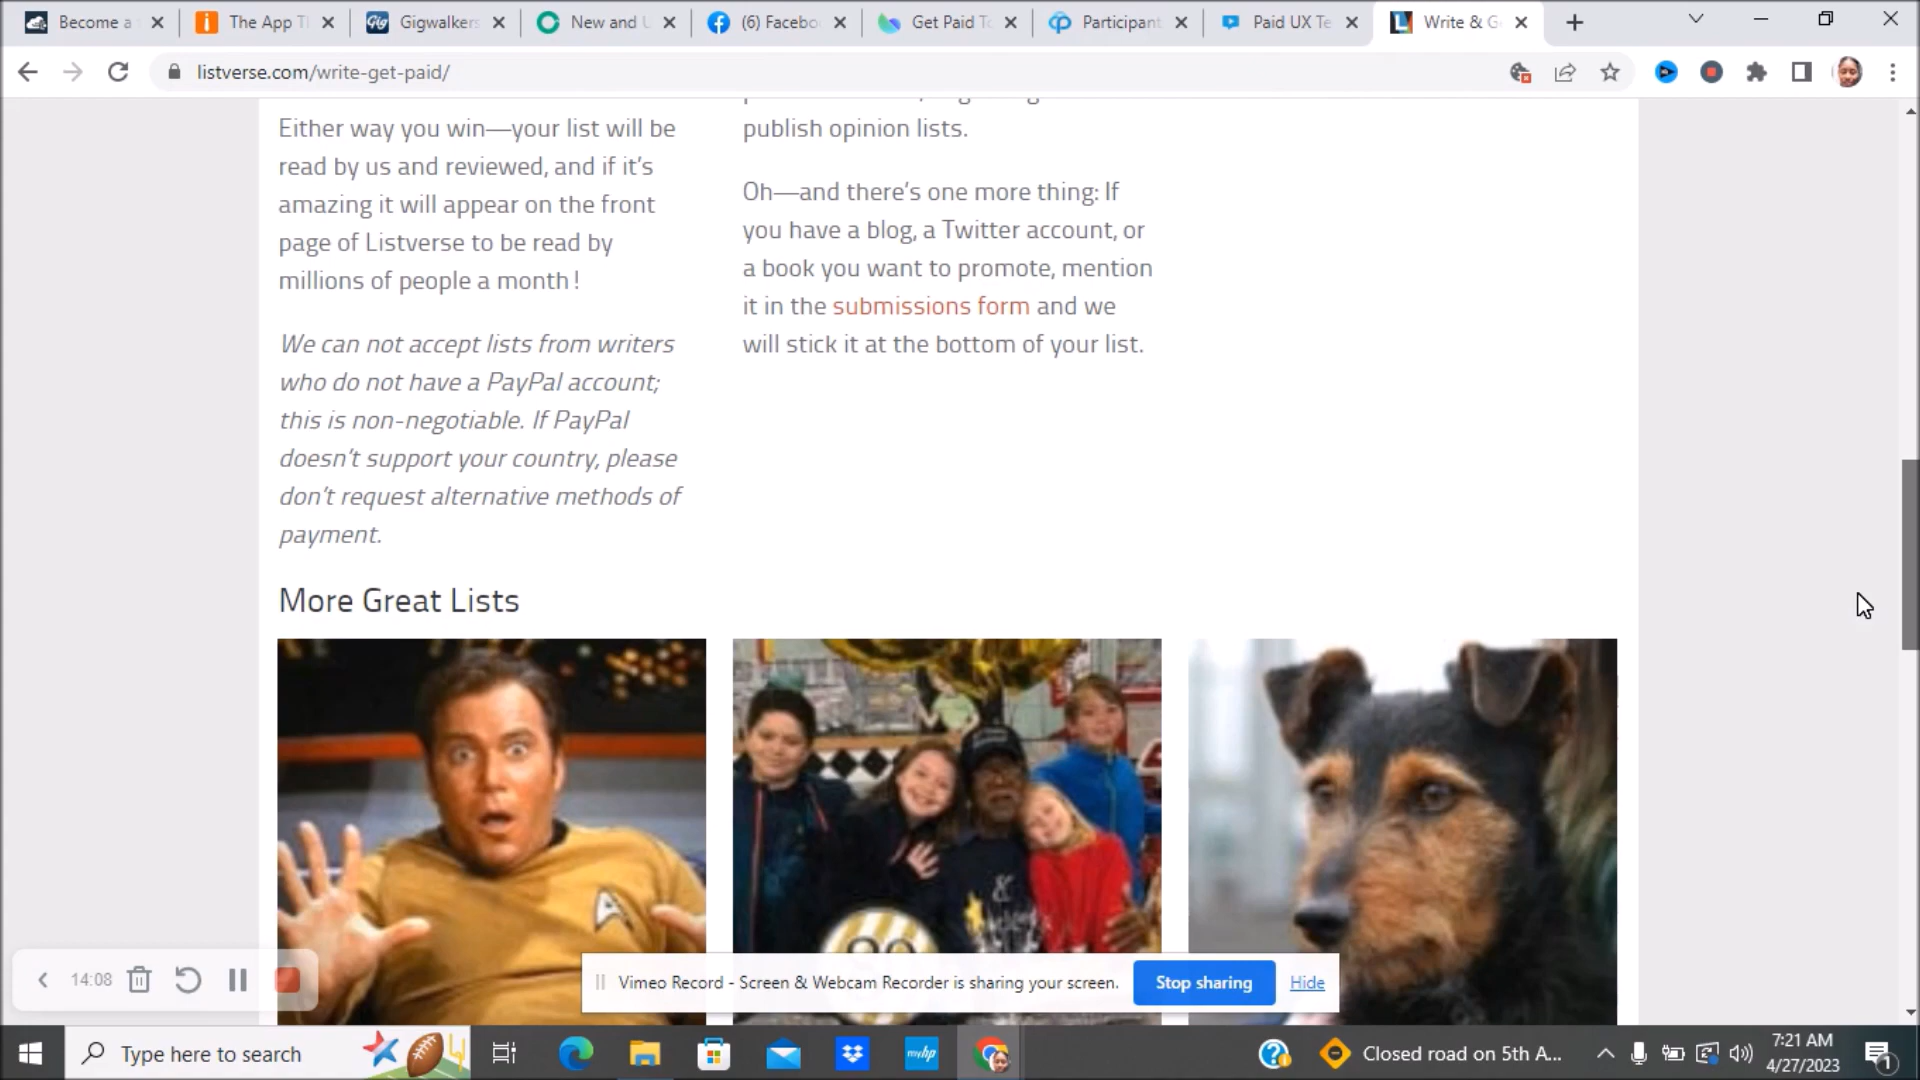 Become a
The App Ti
Gigwalkers
New and U
(6) Facebo
Get Paid To
Participant
Paid UX Te
Write & Ge
listverse.com/write-get-paid/
Either way you win—your list will be
read by us and reviewed, and if it's
amazing it will appear on the front
page of Listverse to be read by
millions of people a month!
We can not accept lists from writers
who do not have a PayPal account;
this is non-negotiable. If PayPal
doesn't support your country, please
don't request alternative methods of
payment.
publish opinion lists.
Oh—and there's one more thing: If
you have a blog, a Twitter account, or
a book you want to promote, mention
it in the submissions form and we
will stick it at the bottom of your list.
More Great Lists
14:08
Vimeo Record - Screen & Webcam Recorder is sharing your screen.
Stop sharing
Hide
Type here to search
Closed road on 5th A...
7:21 AM
4/27/2023
1